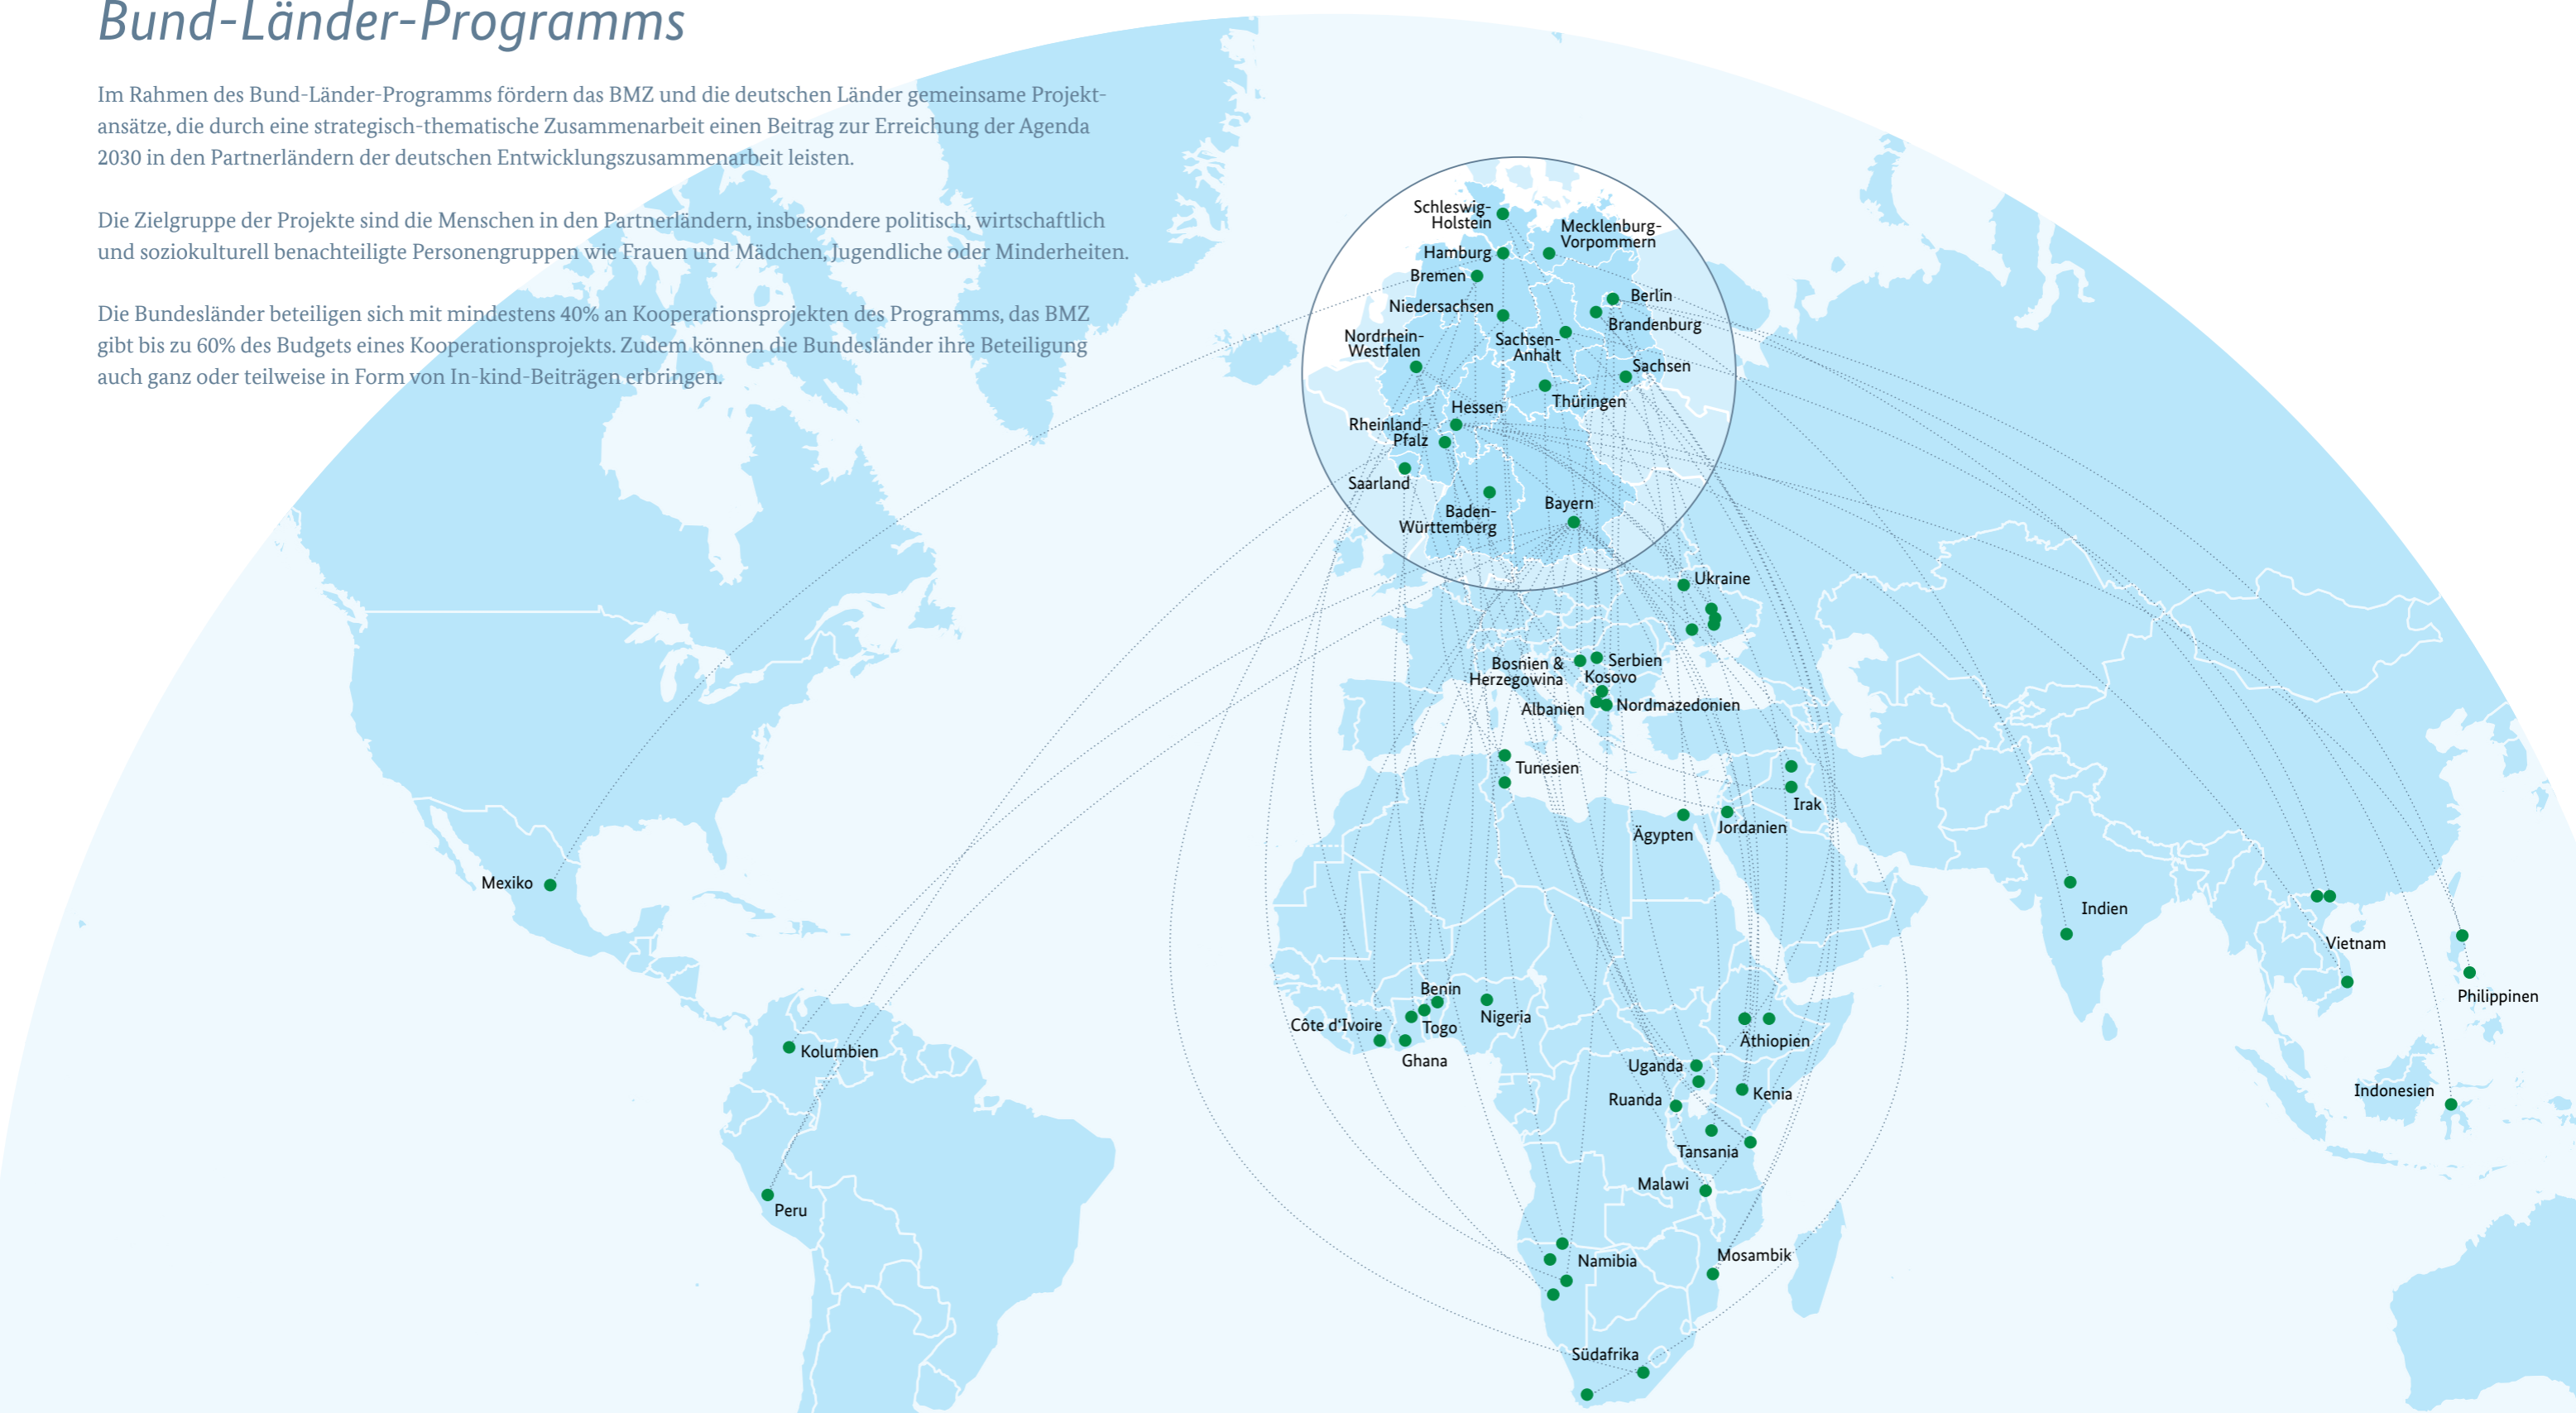 Bund-Länder-Programms
Im Rahmen des Bund-Länder-Programms fördern das BMZ und die deutschen Länder gemeinsame Projekt-
ansätze, die durch eine strategisch-thematische Zusammenarbeit einen Beitrag zur Erreichung der Agenda
2030 in den Partnerländern der deutschen Entwicklungszusammenarbeit leisten.
Die Zielgruppe der Projekte sind die Menschen in den Partnerländern, insbesondere politisch, wirtschaftlich
und soziokulturell benachteiligte Personengruppen wie Frauen und Mädchen, Jugendliche oder Minderheiten.
Die Bundesländer beteiligen sich mit mindestens 40% an Kooperationsprojekten des Programms, das BMZ
gibt bis zu 60% des Budgets eines Kooperationsprojekts. Zudem können die Bundesländer ihre Beteiligung
auch ganz oder teilweise in Form von In-kind-Beiträgen erbringen.
Schleswig-
Holstein
Mecklenburg-
Vorpommern
Hamburg
Bremen
Berlin
Niedersachsen
Brandenburg
Nordrhein-
Westfalen
Sachsen-
Anhalt
Sachsen
Thüringen
Hessen
Rheinland-
Pfalz
Saarland
Baden-
Württemberg
Bayern
Ukraine
Bosnien &
Herzegowina
Serbien
Kosovo
Albanien
Nordmazedonien
Tunesien
Irak
Ägypten
Jordanien
Mexiko
Indien
Vietnam
Philippinen
Benin
Côte d'Ivoire
Togo
Nigeria
Ghana
Äthiopien
Kolumbien
Uganda
Kenia
Ruanda
Indonesien
Tansania
Malawi
Peru
Namibia
Mosambik
Südafrika